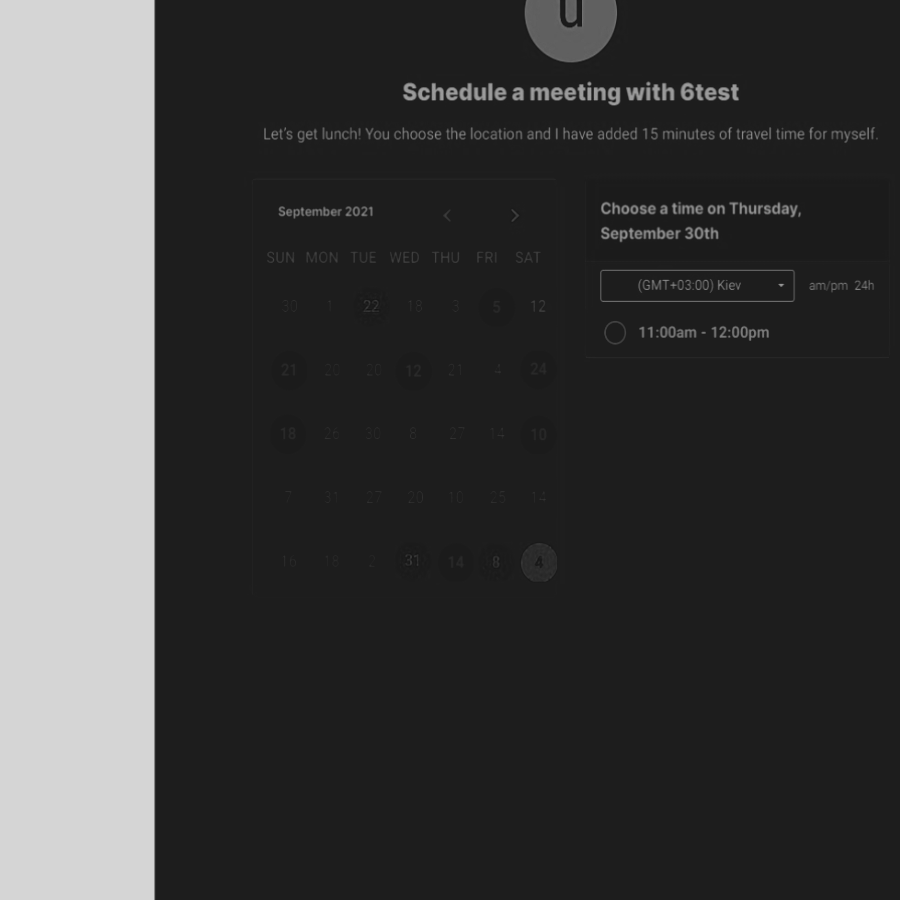 u
Schedule a meeting with 6test
Let's get lunch! You choose the location and I have added 15 minutes of travel time for myself.
September 2021
SUN MON TUE WED THU FRI SAT
30 1 22 18 3 5 12
21 20 20 12 21 4 24
18 26 30 8 27 14 10
7 31 27 20 10 25 14
16 18 2 31 14 8 4
Choose a time on Thursday,
September 30th
(GMT+03:00) Kiev am/pm 24h
11:00am - 12:00pm